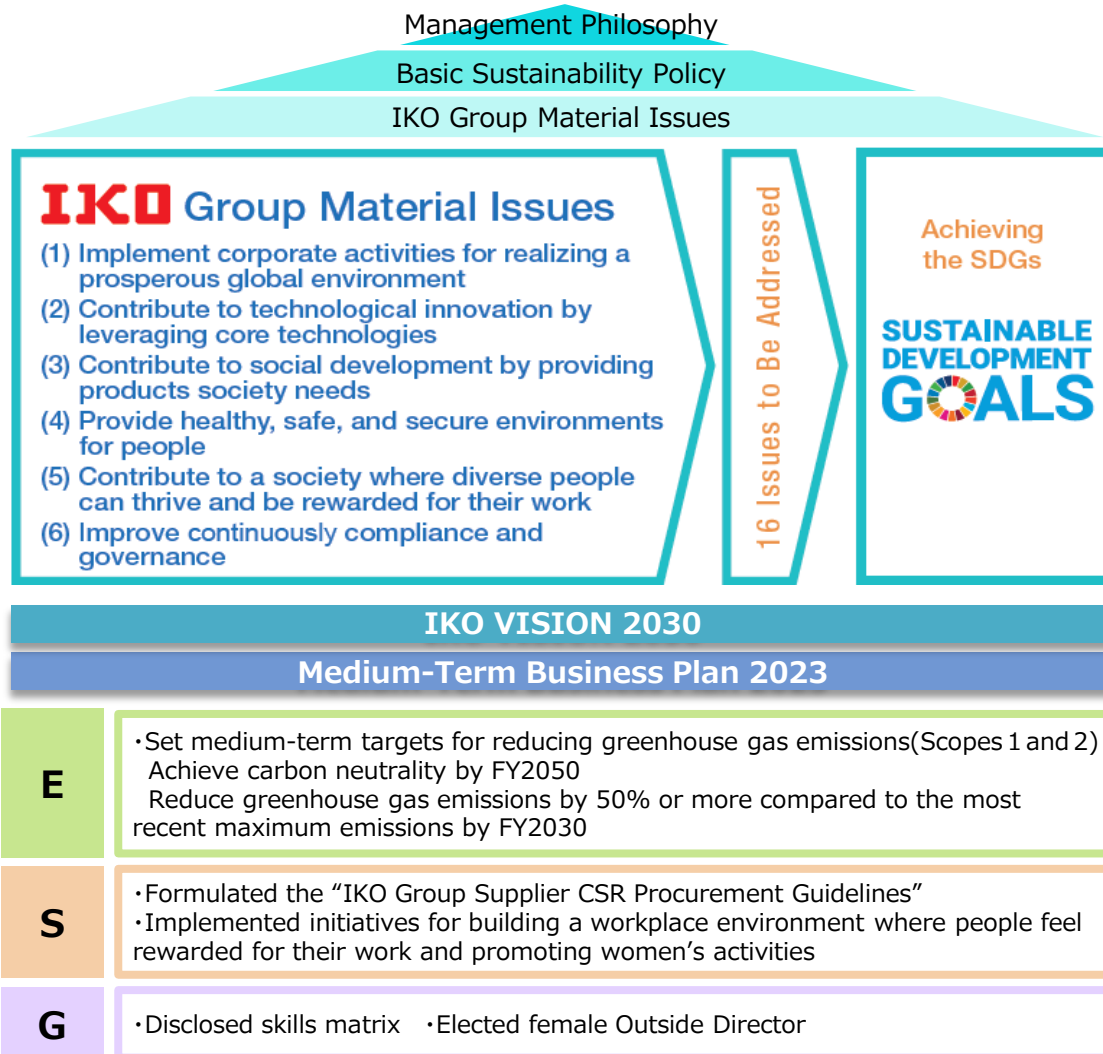 Management Philosophy
Basic Sustainability Policy
IKO Group Material Issues
IKO Group Material Issues
(1) Implement corporate activities for realizing a
prosperous global environment
(2) Contribute to technological innovation by
leveraging core technologies
(3) Contribute to social development by providing
products society needs
(4) Provide healthy, safe, and secure environments
for people
(5) Contribute to a society where diverse people
can thrive and be rewarded for their work
(6) Improve continuously compliance and
governance
16 Issues to Be Addressed
Achieving
the SDGs
SUSTAINABLE
DEVELOPMENT
GOALS
IKO VISION 2030
Medium-Term Business Plan 2023
E
・Set medium-term targets for reducing greenhouse gas emissions(Scopes 1 and 2)
Achieve carbon neutrality by FY2050
Reduce greenhouse gas emissions by 50% or more compared to the most
recent maximum emissions by FY2030
S
・Formulated the “IKO Group Supplier CSR Procurement Guidelines”
・Implemented initiatives for building a workplace environment where people feel
rewarded for their work and promoting women’s activities
G
・Disclosed skills matrix ・Elected female Outside Director